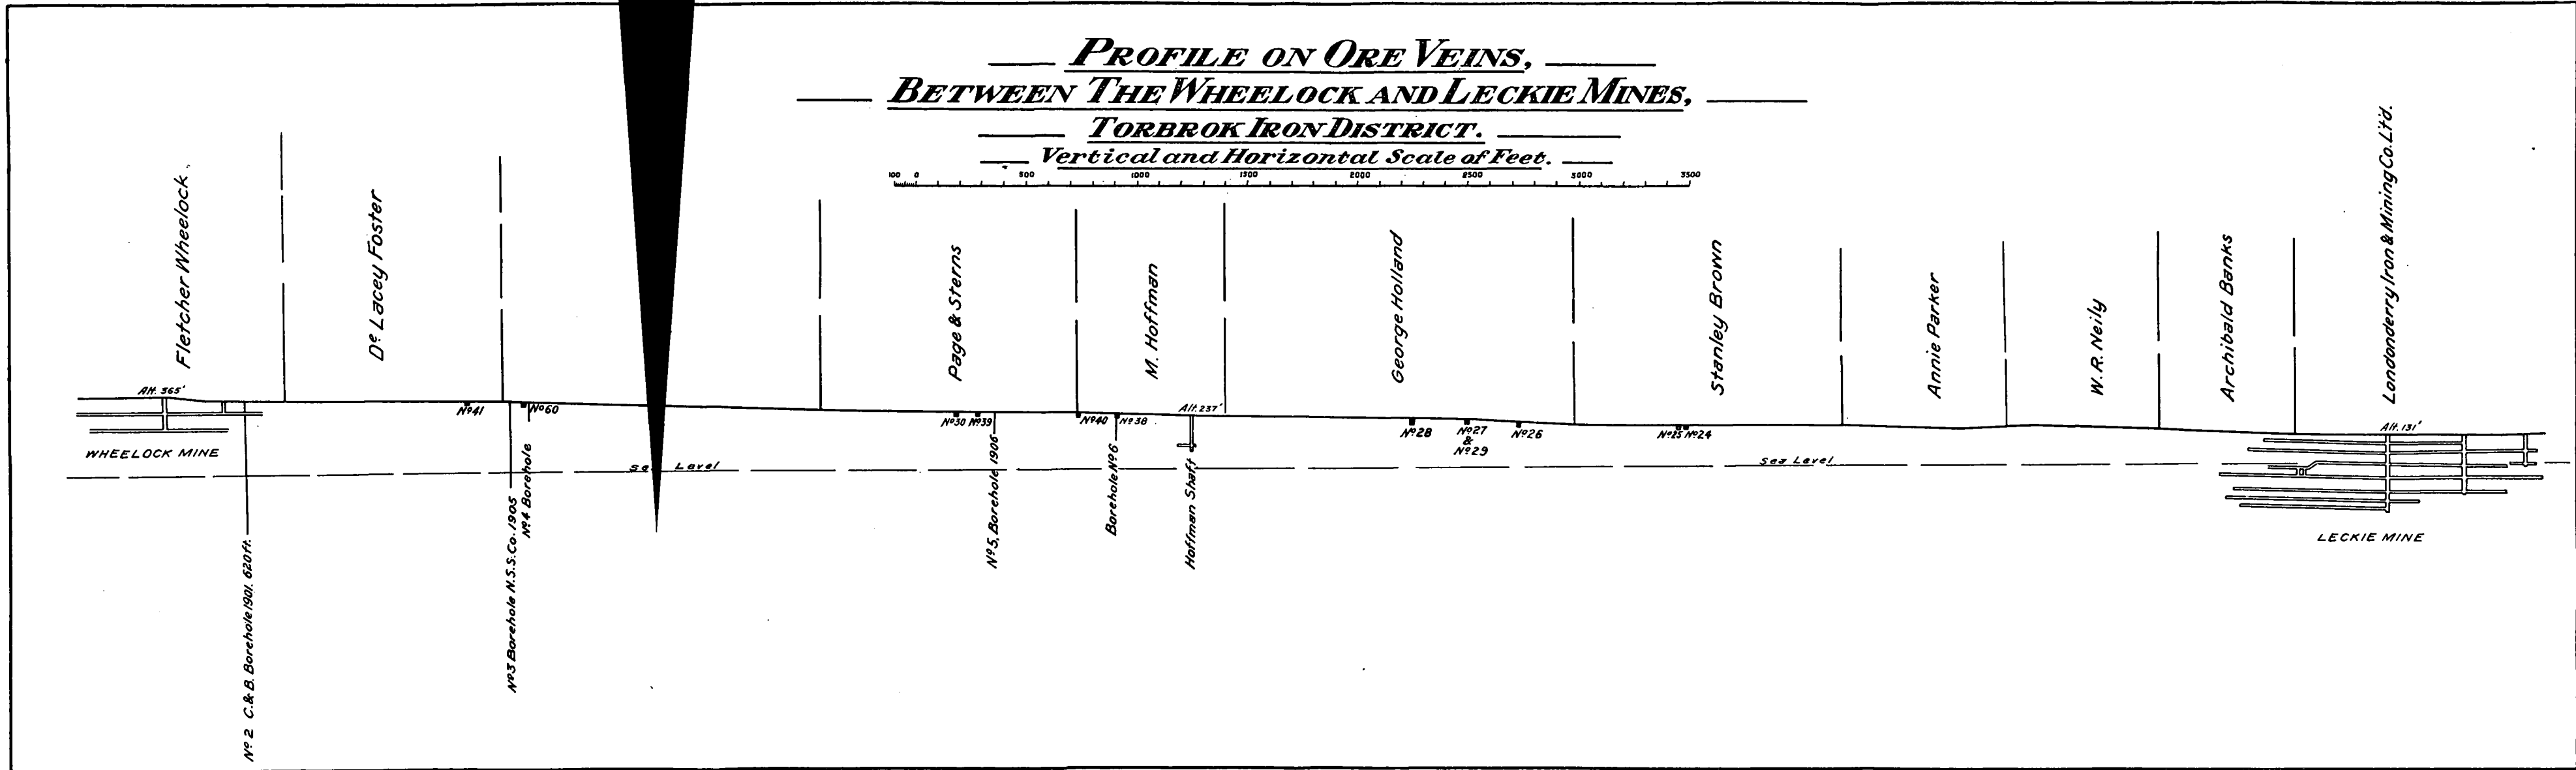 PROFILE ON ORE VEINS,
BETWEEN THE WHEELOCK AND LECKIE MINES,
TORBROK IRON DISTRICT.
Vertical and Horizontal Scale of Feet.
100 0 500 1000 1500 2000 2500 3000 3500
Fletcher Wheelock
De Lacey Foster
Page & Sterns
M. Hoffman
George Holland
Stanley Brown
Annie Parker
W.R. Neily
Archibald Banks
Londonderry Iron & Mining Co. Ltd.
Alt. 365'
Alt. 237'
Alt. 131'
Nº41
Nº60
Nº30 Nº39
Nº40
Nº38
Nº28
Nº27
&
Nº29
Nº26
Nº25 Nº24
WHEELOCK MINE
Sea Level
Sea Level
Nº 2 C. & B. Borehole 1901. 620 ft.
Nº3 Borehole N.S.S.Co. 1905
Nº4 Borehole
Nº5, Borehole 1906
Borehole Nº6
Hoffman Shaft
LECKIE MINE